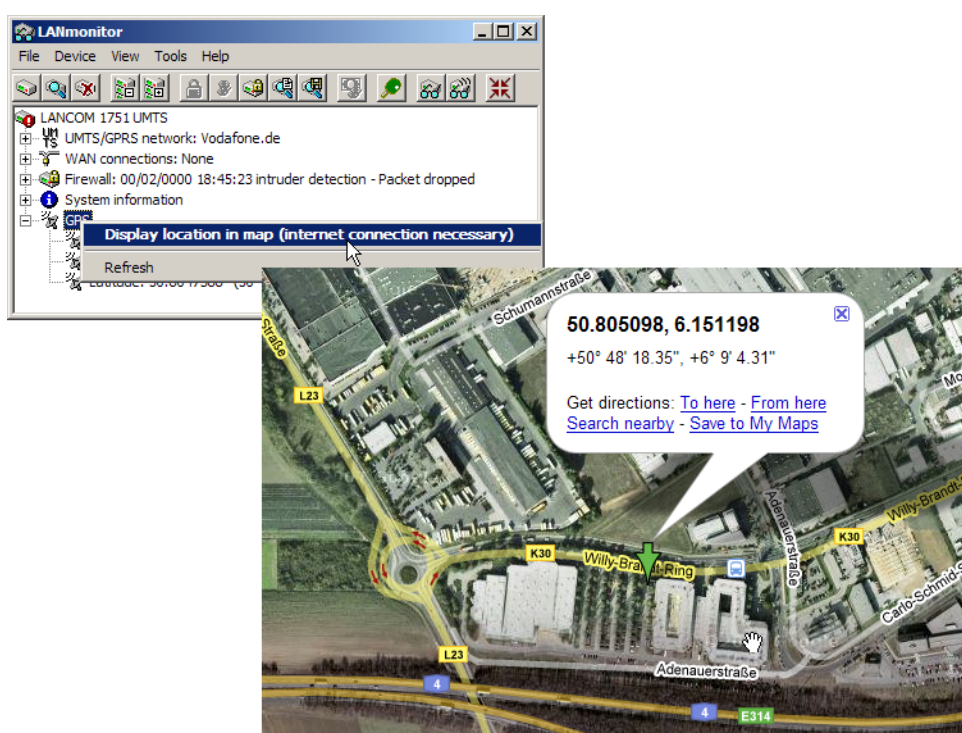 LANmonitor
File Device View Tools Help
LANCOM 1751 UMTS
UM
TS
UMTS/GPRS network: Vodafone.de
WAN connections: None
Firewall: 00/02/0000 18:45:23 intruder detection - Packet dropped
System information
GPS
Display location in map (internet connection necessary)
Refresh
Schumannstraße
Straße
50.805098, 6.151198
+50° 48' 18.35", +6° 9' 4.31"
Get directions: To here - From here
Search nearby - Save to My Maps
L23
Willy-Brandt-
K30
K30
Willy-Brandt-Ring
Adenauerstraße
Carlo-Schmid-S
L23
Adenauerstraße
4
4
E314